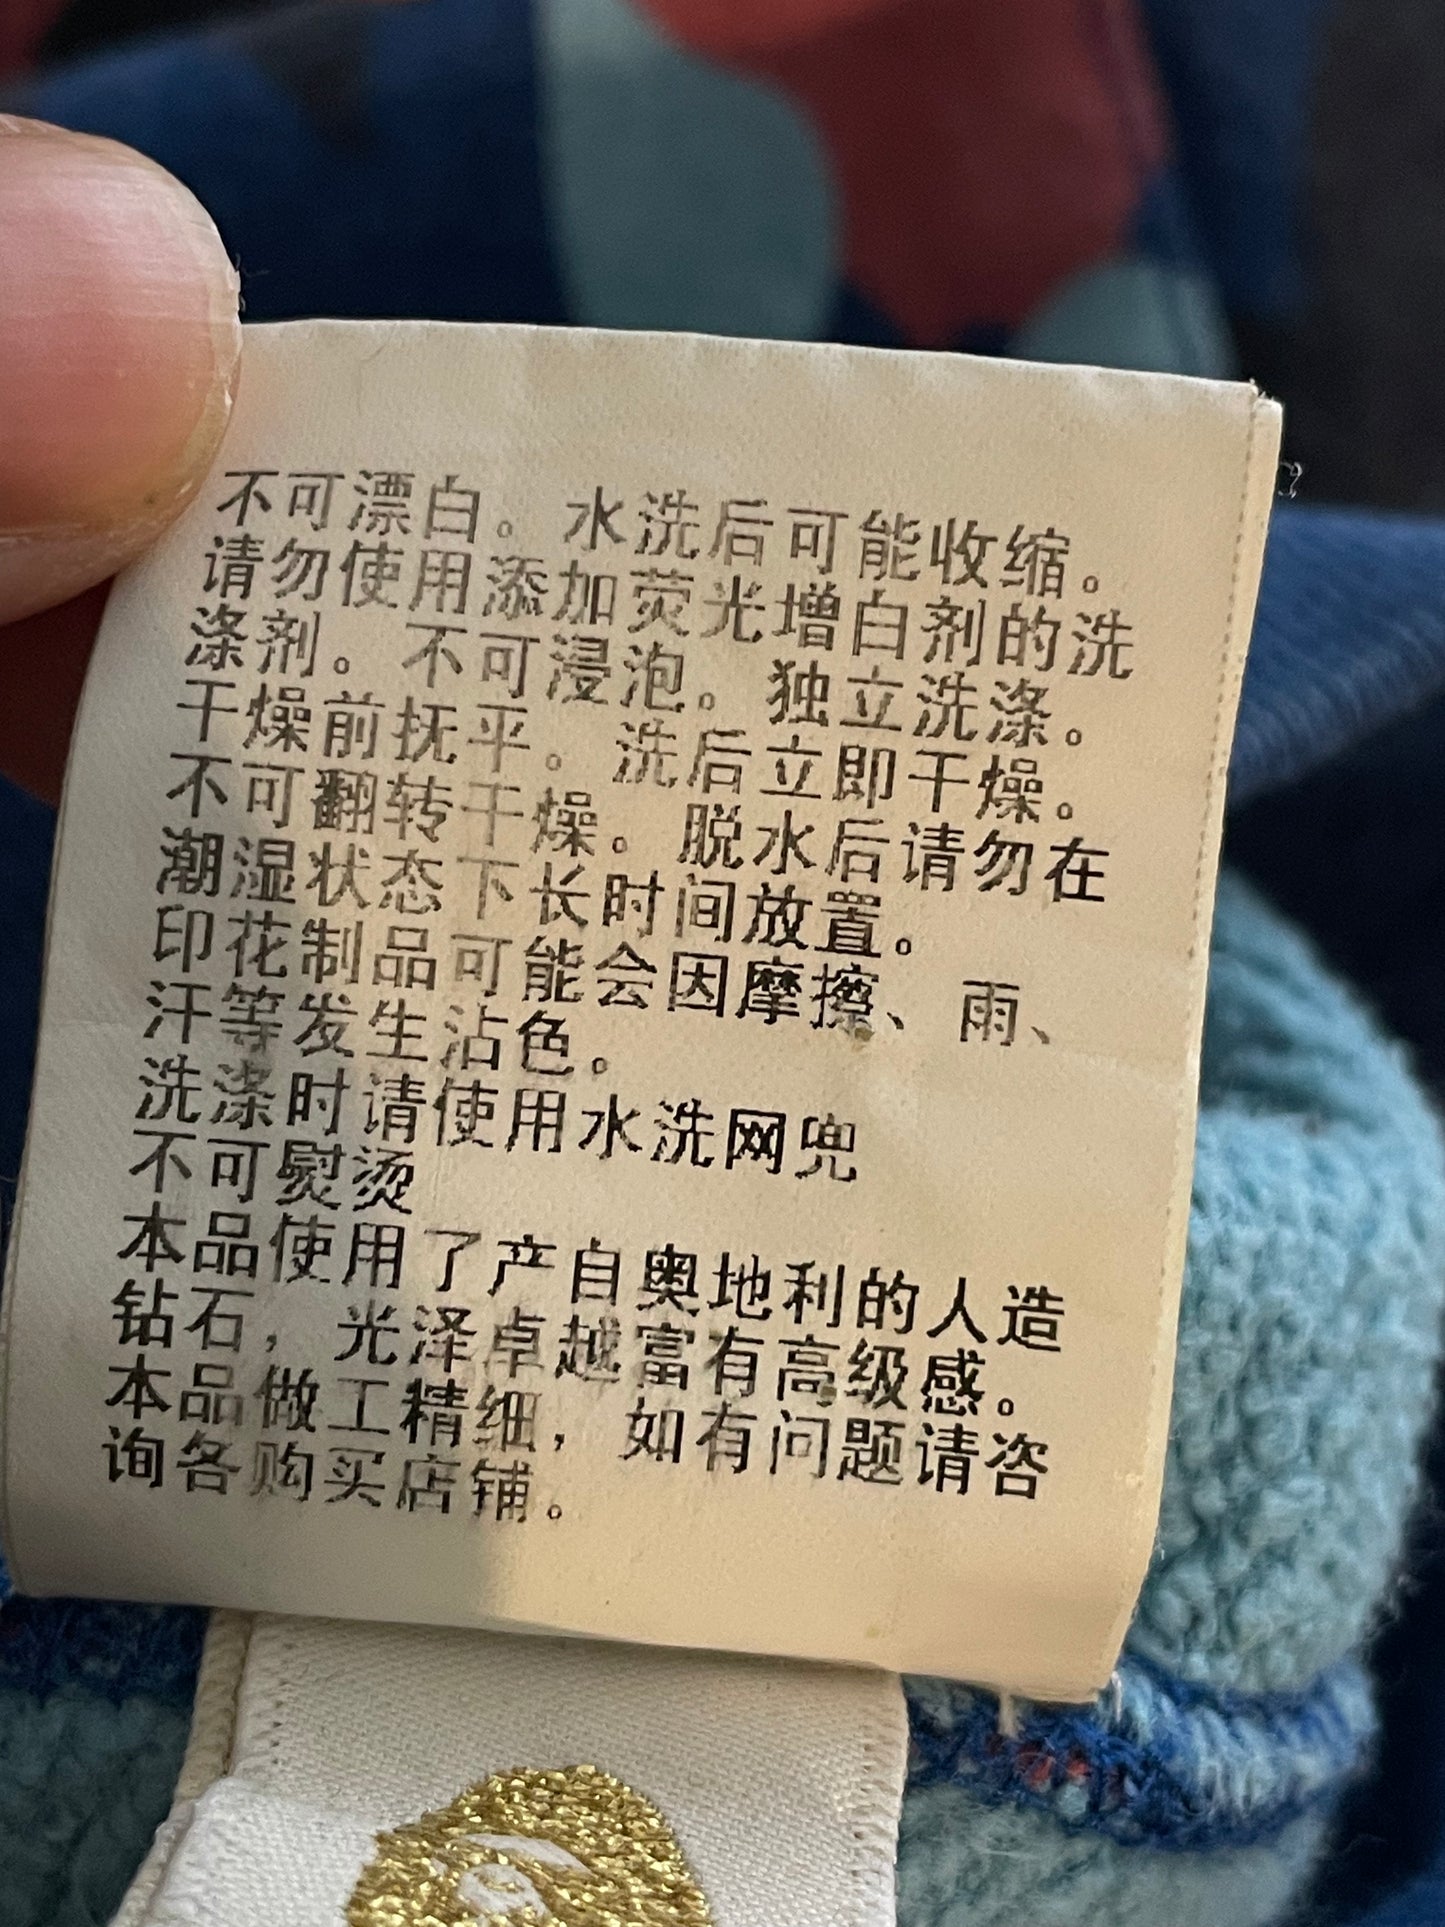 不可漂白。水洗后可能收缩。
请勿使用添加荧光增白剂的洗
涤剂。不可浸泡。独立洗涤。
干燥前抚平。洗后立即干燥。
不可翻转干燥。脱水后请勿在
潮湿状态下长时间放置。
印花制品可能会因摩擦、雨、
汗等发生沾色。
洗涤时请使用水洗网兜
不可熨烫
本品使用了产自奥地利的人造
钻石，光泽卓越富有高级感。
本品做工精细，如有问题请咨
询各购买店铺。